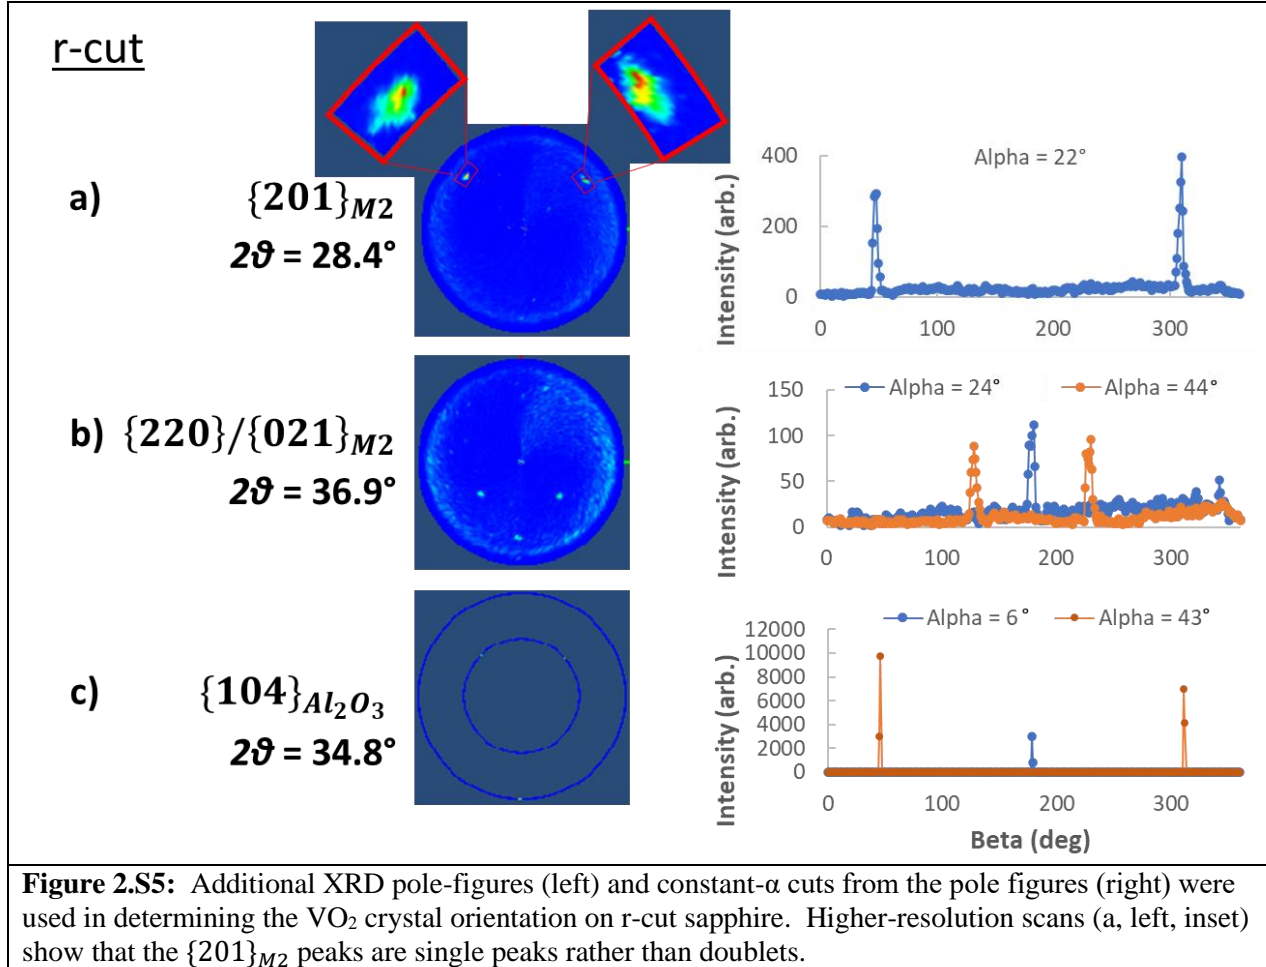 r-cut
a) {201}M2
2ϑ = 28.4°
Alpha = 22°
Intensity (arb.)
400
200
0
0 100 200 300
b) {220}/{021}M2
2ϑ = 36.9°
Alpha = 24° Alpha = 44°
Intensity (arb.)
150
100
50
0
0 100 200 300
c) {104}Al2O3
2ϑ = 34.8°
Alpha = 6° Alpha = 43°
Intensity (arb.)
12000
10000
8000
6000
4000
2000
0
0 100 200 300
Beta (deg)
Figure 2.S5: Additional XRD pole-figures (left) and constant-α cuts from the pole figures (right) were
used in determining the VO2 crystal orientation on r-cut sapphire. Higher-resolution scans (a, left, inset)
show that the {201}M2 peaks are single peaks rather than doublets.